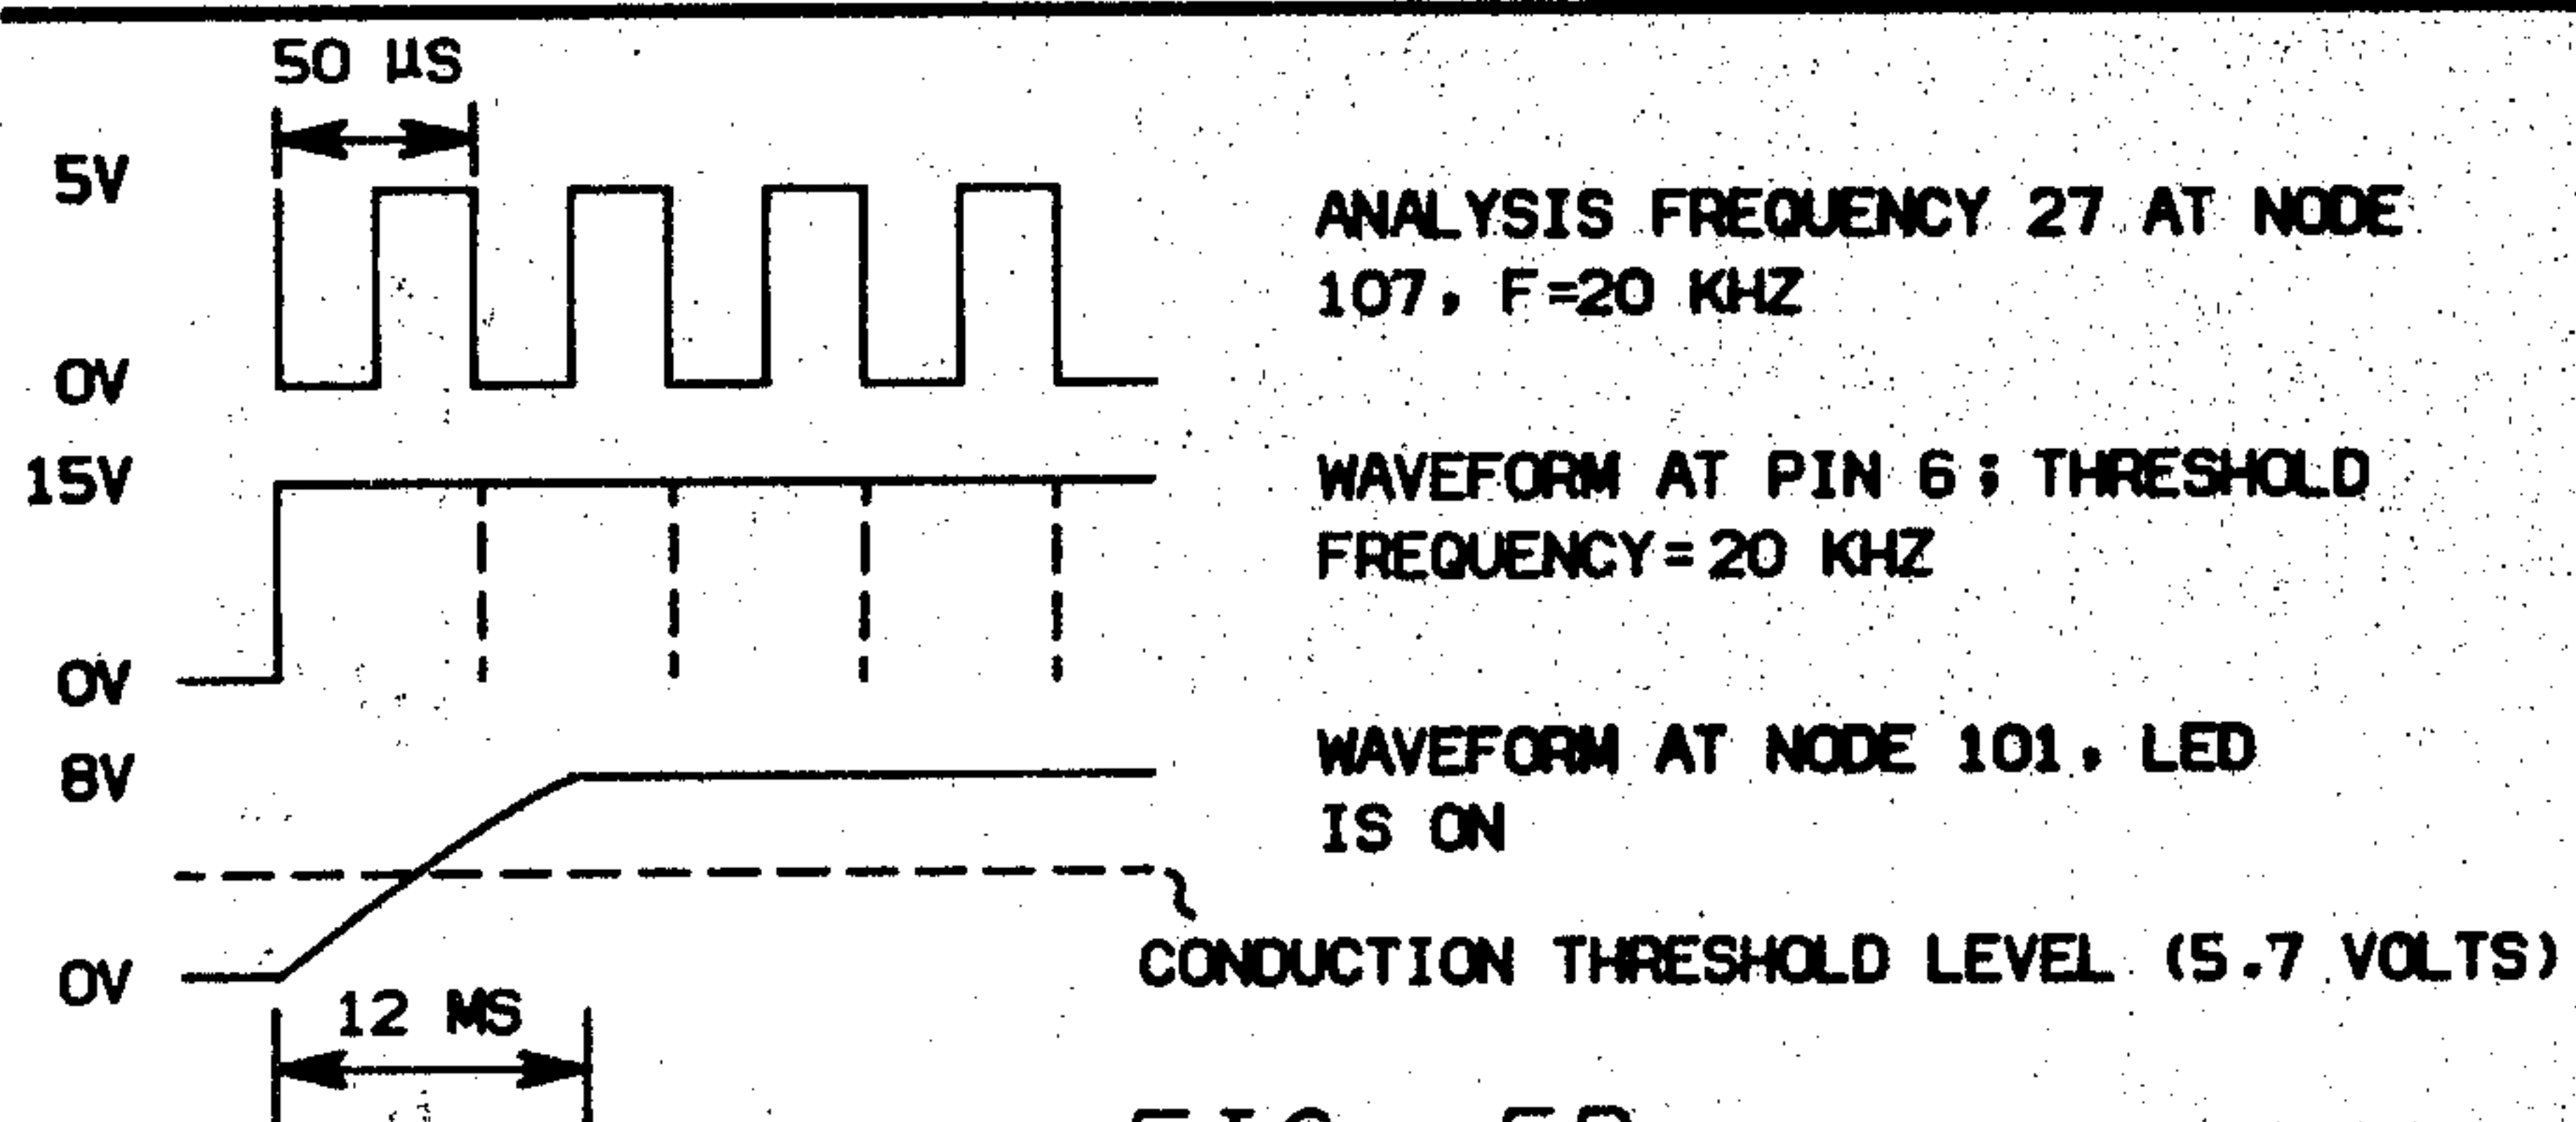 50 µS
5V
0V
ANALYSIS FREQUENCY 27 AT NODE
107, F=20 KHZ
15V
0V
WAVEFORM AT PIN 6; THRESHOLD
FREQUENCY=20 KHZ
8V
0V
WAVEFORM AT NODE 101, LED
IS ON
CONDUCTION THRESHOLD LEVEL (5.7 VOLTS)
12 MS